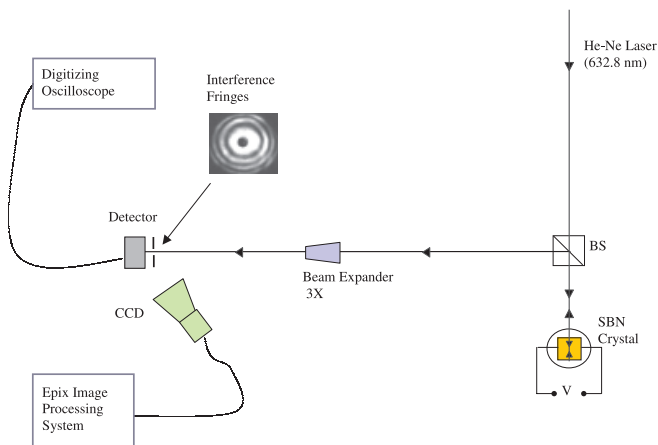 He-Ne Laser
(632.8 nm)
Digitizing
Oscilloscope
Interference
Fringes
Detector
BS
Beam Expander
3X
CCD
SBN
Crystal
V
Epix Image
Processing
System